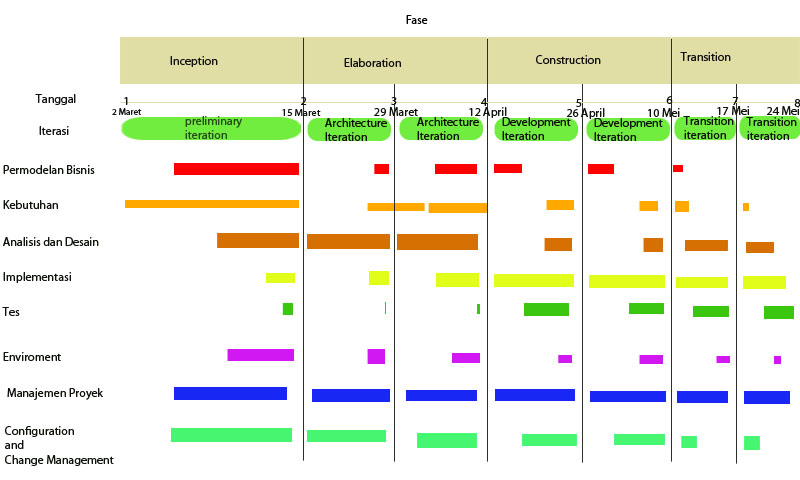 Fase
Inception
Elaboration
Construction
Transition
Tanggal
1 2 3 4 5 6 7 8
2 Maret
15 Maret
29 Maret
12 April
26 April
10 Mei
17 Mei
24 Mei
Iterasi
preliminary
iteration
Architecture
Iteration
Architecture
Iteration
Development
Iteration
Development
Iteration
Transition
iteration
Transition
iteration
Permodelan Bisnis
Kebutuhan
Analisis dan Desain
Implementasi
Tes
Enviroment
Manajemen Proyek
Configuration
and
Change Management